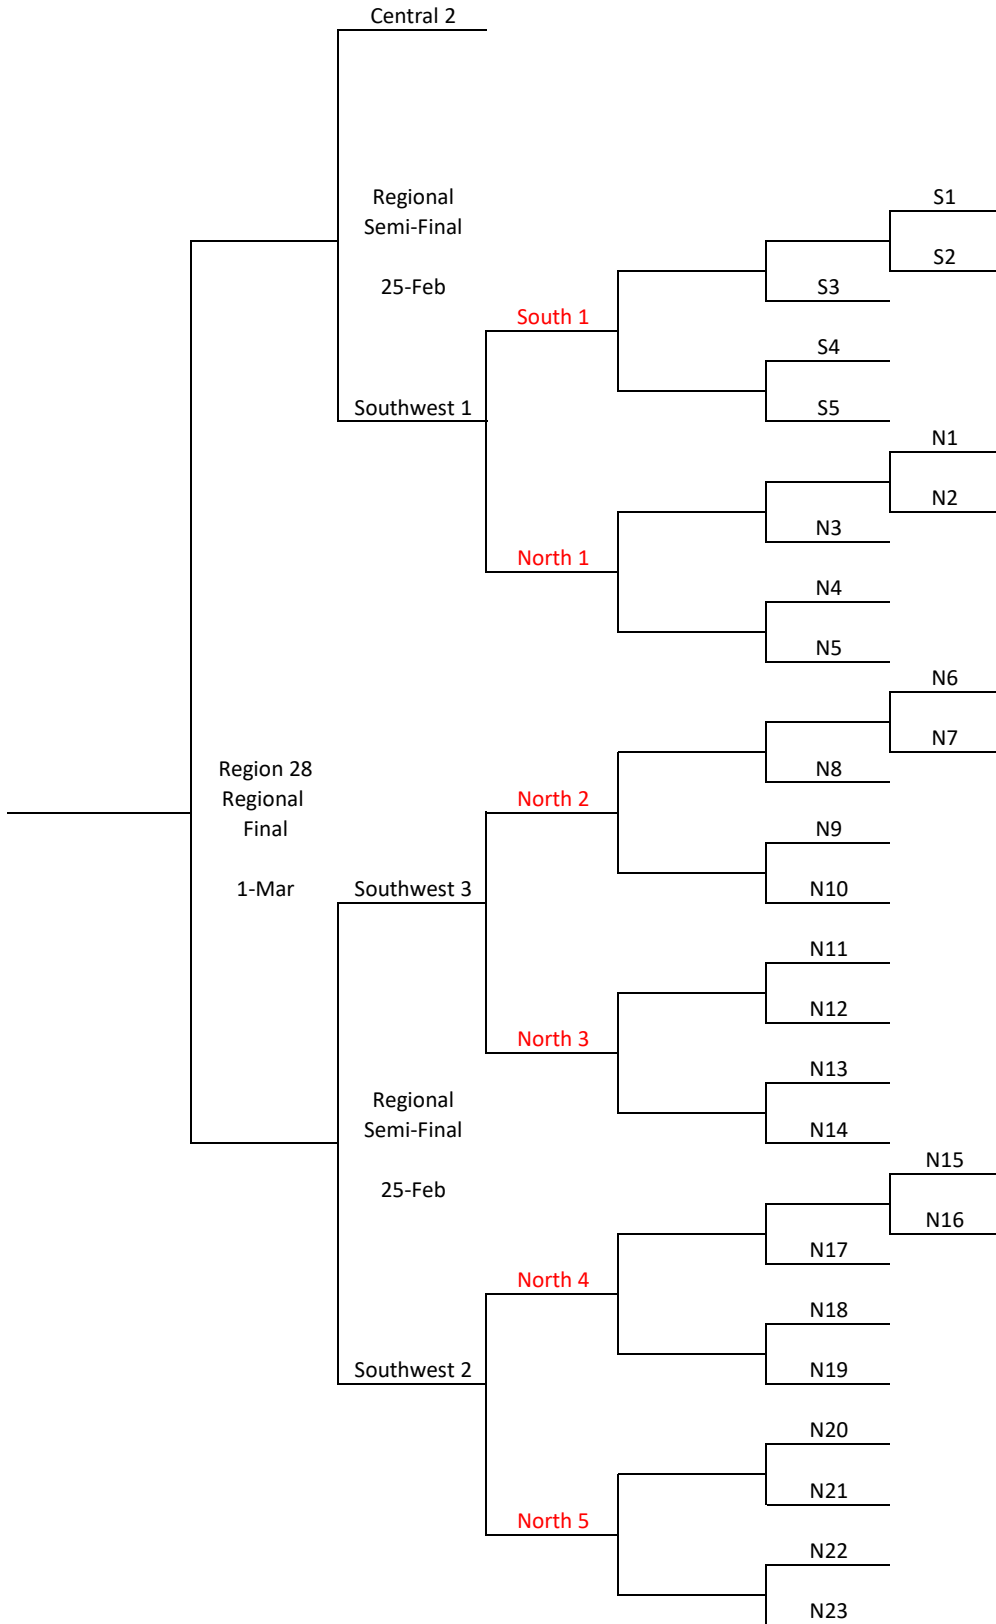 Central 2
Regional
Semi-Final
25-Feb
S1
S2
S3
South 1
S4
Southwest 1
S5
N1
N2
N3
North 1
N4
N5
N6
N7
Region 28
Regional
Final
1-Mar
N8
North 2
N9
Southwest 3
N10
N11
N12
North 3
N13
Regional
Semi-Final
25-Feb
N14
N15
N16
N17
North 4
N18
Southwest 2
N19
N20
N21
North 5
N22
N23